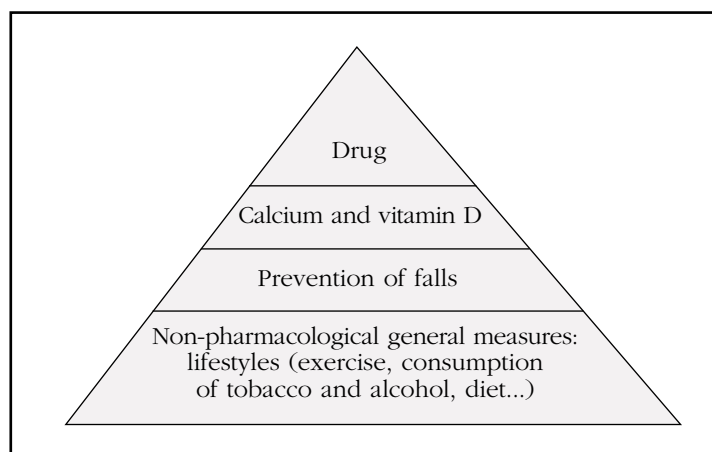 Drug
Calcium and vitamin D
Prevention of falls
Non-pharmacological general measures:
lifestyles (exercise, consumption
of tobacco and alcohol, diet...)